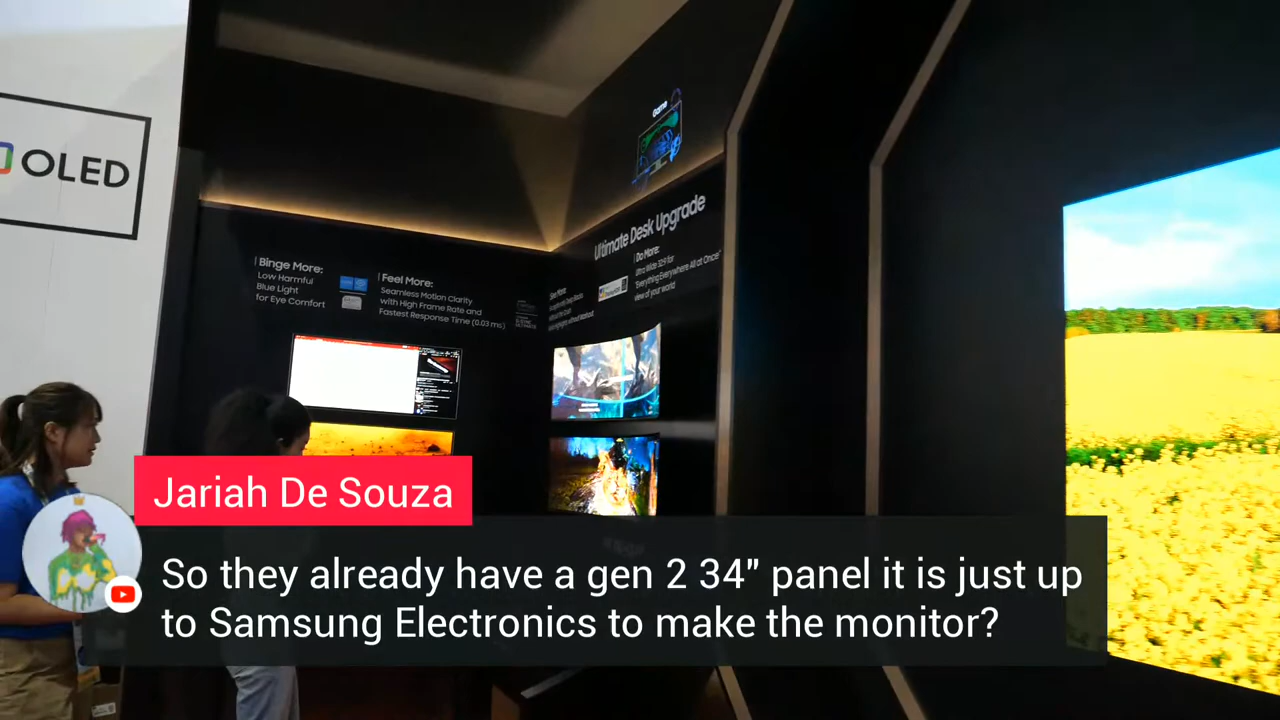 OLED
Game
Ultimate Desk Upgrade
Binge More:
Low Harmful
Blue Light
for Eye Comfort
Feel More:
Seamless Motion Clarity
with High Frame Rate and
Fastest Response Time (0.03 ms)
Do More:
Ultra Wide 32:9 for
"Everything Everywhere All at Once"
view of your world
Jariah De Souza
So they already have a gen 2 34" panel it is just up
to Samsung Electronics to make the monitor?